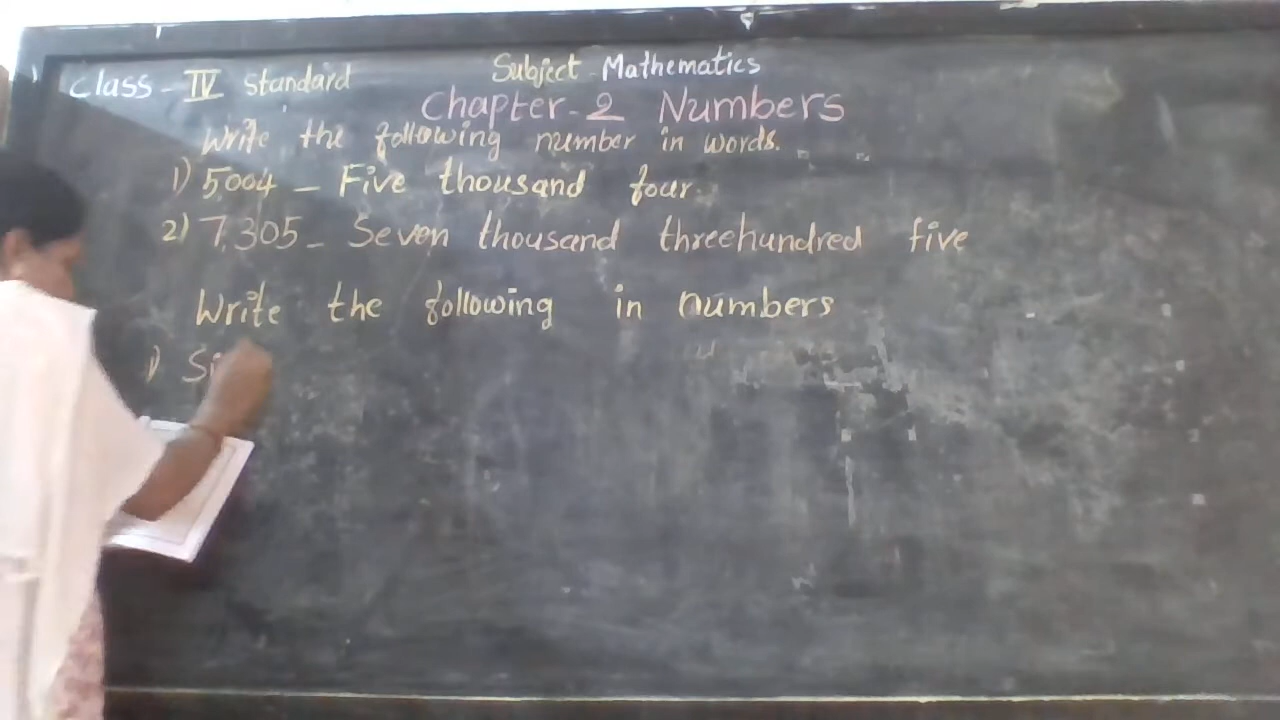 Class - IV Standard Subject - Mathematics
Chapter - 2 Numbers
Write the following number in words.
1) 5,004 - Five thousand four.
2) 7,305 - Seven thousand threehundred five
Write the following in numbers
1) Si